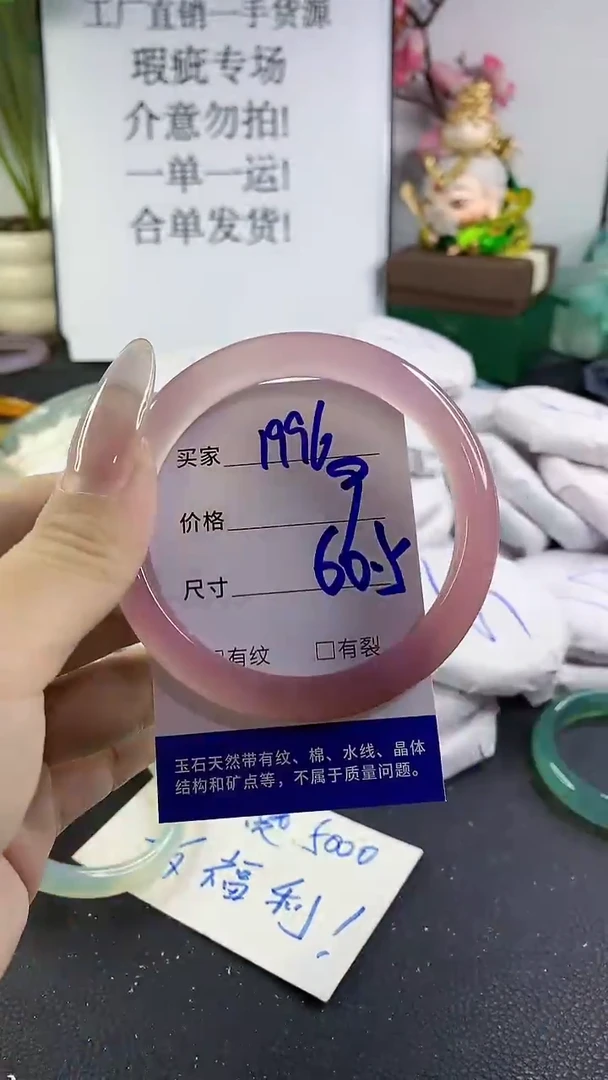 工厂直销一手货源
瑕疵专场
介意勿拍!
一单一运!
合单发货!
买家 1996
价格
尺寸 66.5
有纹 □有裂
玉石天然带有纹、棉、水线、晶体
结构和矿点等，不属于质量问题。
5000
福利!